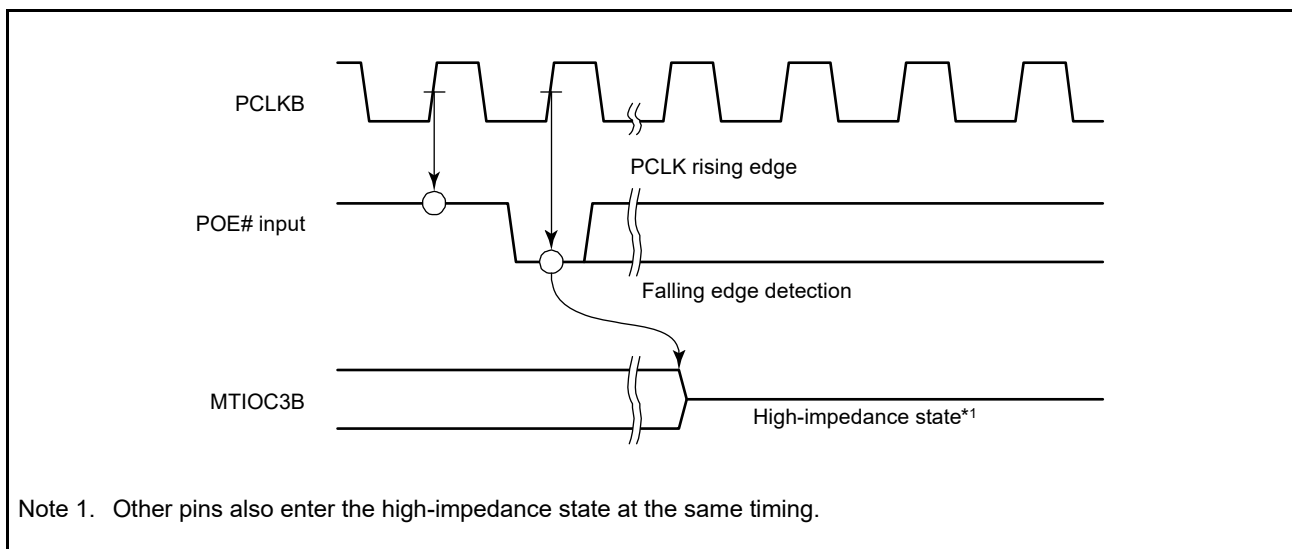 PCLKB
PCLK rising edge
POE# input
Falling edge detection
MTIOC3B
High-impedance state*1
Note 1. Other pins also enter the high-impedance state at the same timing.